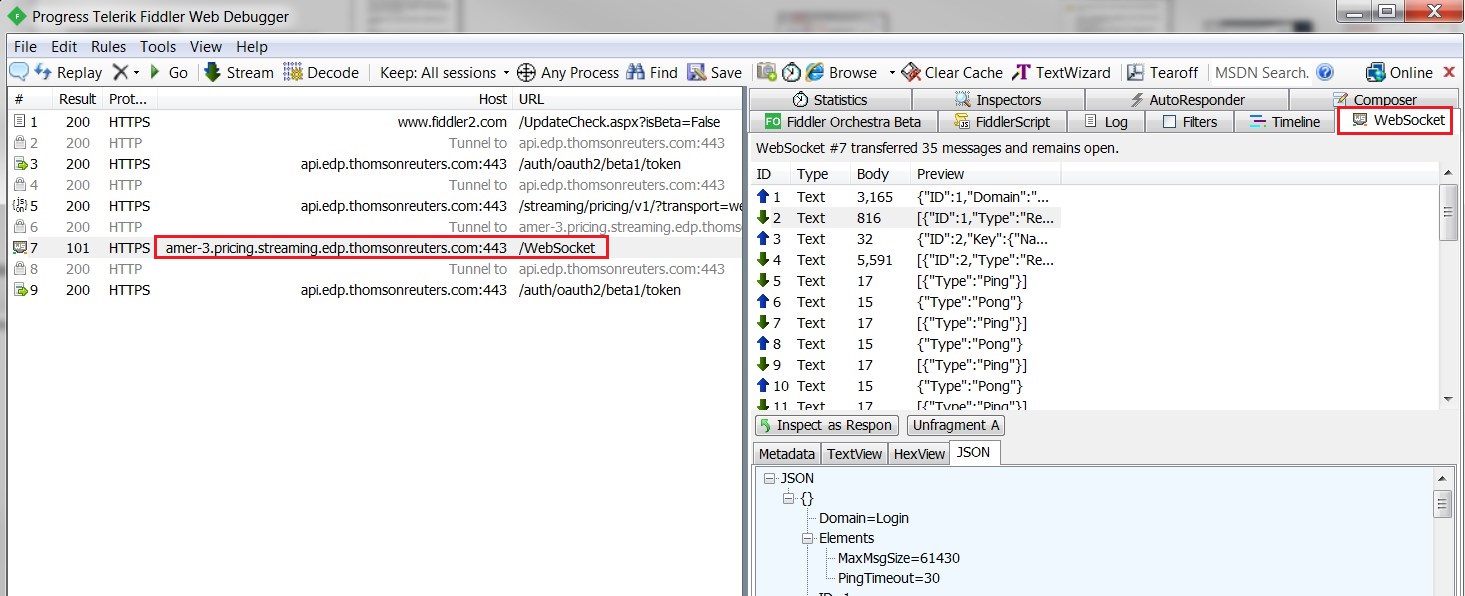 Progress Telerik Fiddler Web Debugger
File Edit Rules Tools View Help
Replay Go Stream Decode Keep: All sessions Any Process Find Save Browse Clear Cache TextWizard Tearoff MSDN Search. Online
# Result Prot... Host URL
1 200 HTTPS www.fiddler2.com /UpdateCheck.aspx?isBeta=False
2 200 HTTP Tunnel to api.edp.thomsonreuters.com:443
3 200 HTTPS api.edp.thomsonreuters.com:443 /auth/oauth2/beta1/token
4 200 HTTP Tunnel to api.edp.thomsonreuters.com:443
5 200 HTTPS api.edp.thomsonreuters.com:443 /streaming/pricing/v1/?transport=we
6 200 HTTP Tunnel to amer-3.pricing.streaming.edp.thoms
7 101 HTTPS amer-3.pricing.streaming.edp.thomsonreuters.com:443 /WebSocket
8 200 HTTP Tunnel to api.edp.thomsonreuters.com:443
9 200 HTTPS api.edp.thomsonreuters.com:443 /auth/oauth2/beta1/token
Statistics Inspectors AutoResponder Composer
FO Fiddler Orchestra Beta FiddlerScript Log Filters Timeline WebSocket
WebSocket #7 transferred 35 messages and remains open.
ID Type Body Preview
1 Text 3,165 {"ID":1,"Domain":"...
2 Text 816 [{"ID":1,"Type":"Re...
3 Text 32 {"ID":2,"Key":{"Na...
4 Text 5,591 [{"ID":2,"Type":"Re...
5 Text 17 [{"Type":"Ping"}]
6 Text 15 {"Type":"Pong"}
7 Text 17 [{"Type":"Ping"}]
8 Text 15 {"Type":"Pong"}
9 Text 17 [{"Type":"Ping"}]
10 Text 15 {"Type":"Pong"}
11 Text 17 [{"Type":"Ping"}]
Inspect as Respon Unfragment A
Metadata TextView HexView JSON
JSON
{}
Domain=Login
Elements
MaxMsgSize=61430
PingTimeout=30
ID=1